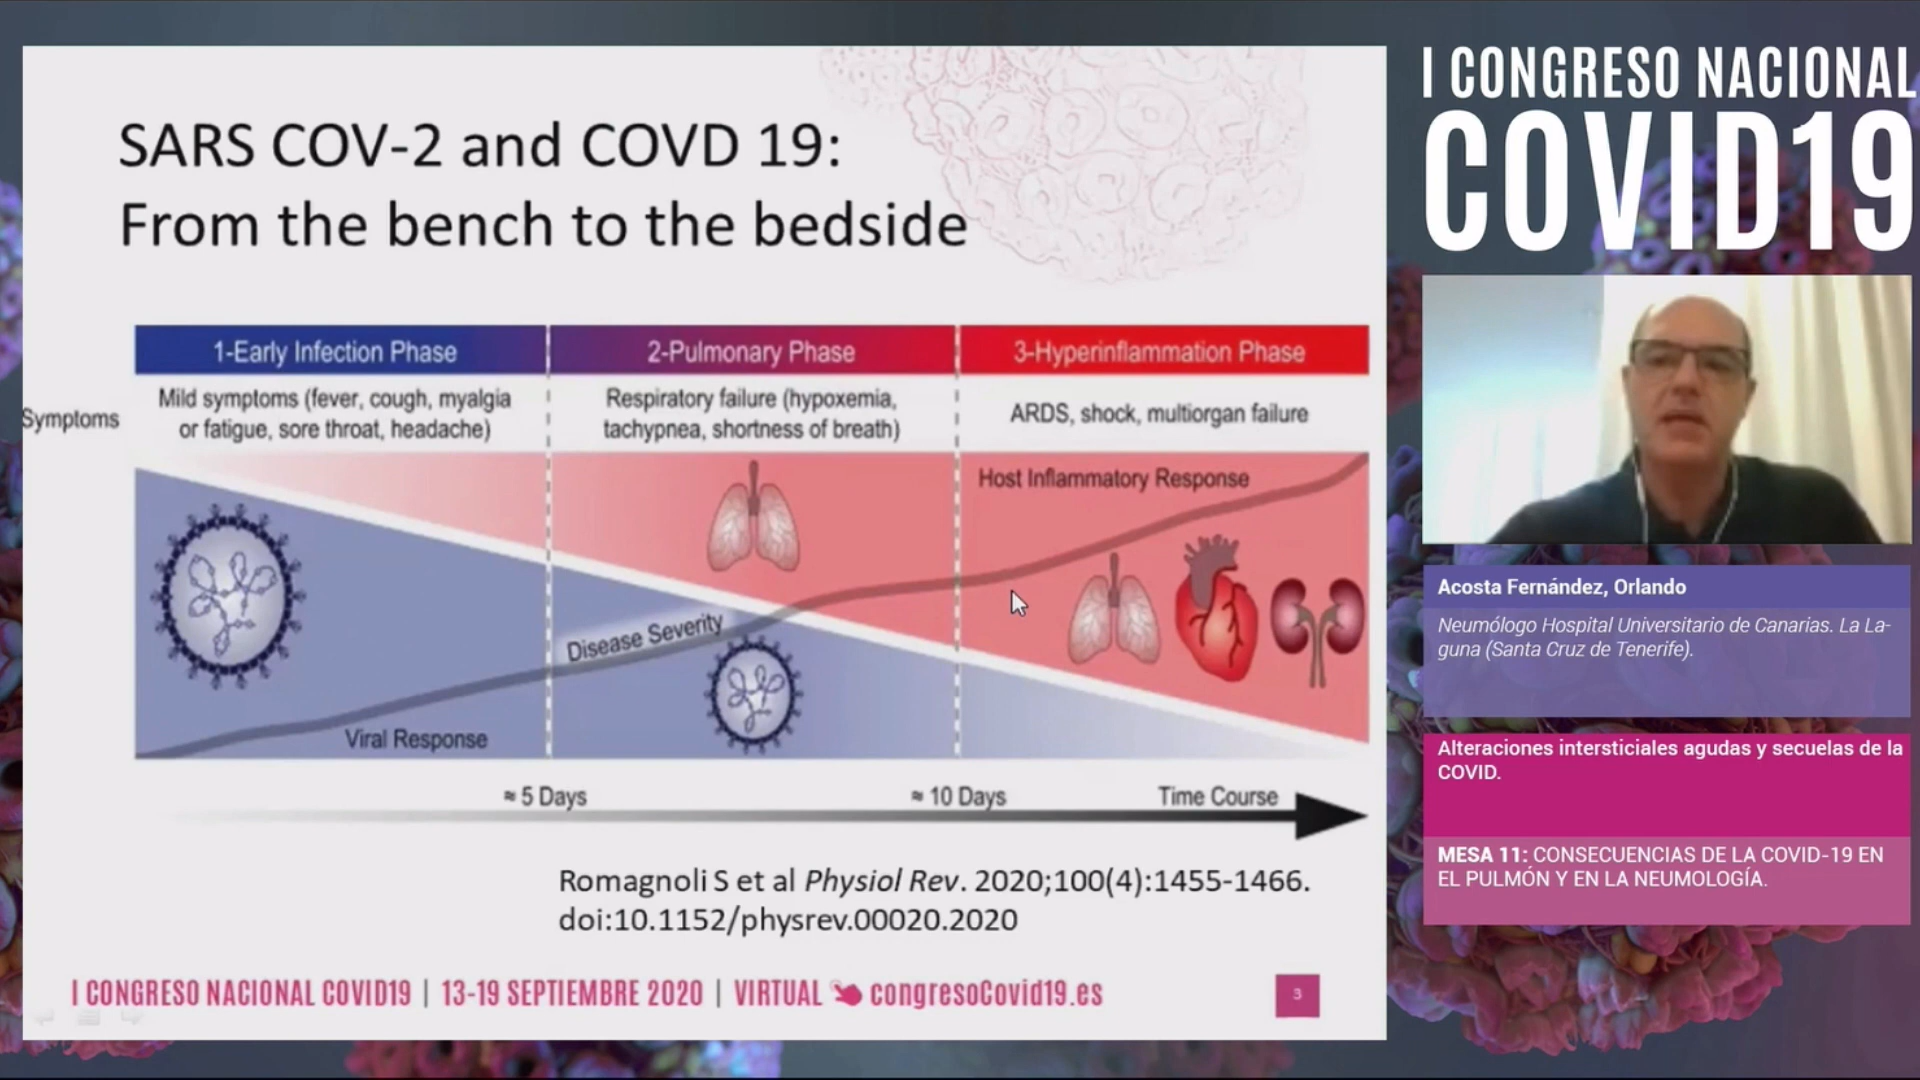 SARS COV-2 and COVD 19:
From the bench to the bedside
1-Early Infection Phase
2-Pulmonary Phase
3-Hyperinflammation Phase
Symptoms
Mild symptoms (fever, cough, myalgia
or fatigue, sore throat, headache)
Respiratory failure (hypoxemia,
tachypnea, shortness of breath)
ARDS, shock, multiorgan failure
Host Inflammatory Response
Disease Severity
Viral Response
≈ 5 Days
≈ 10 Days
Time Course
Romagnoli S et al Physiol Rev. 2020;100(4):1455-1466.
doi:10.1152/physrev.00020.2020
I CONGRESO NACIONAL COVID19 | 13-19 SEPTIEMBRE 2020 | VIRTUAL congresoCovid19.es
3
I CONGRESO NACIONAL
COVID19
Acosta Fernández, Orlando
Neumólogo Hospital Universitario de Canarias. La La-
guna (Santa Cruz de Tenerife).
Alteraciones intersticiales agudas y secuelas de la
COVID.
MESA 11: CONSECUENCIAS DE LA COVID-19 EN
EL PULMÓN Y EN LA NEUMOLOGÍA.